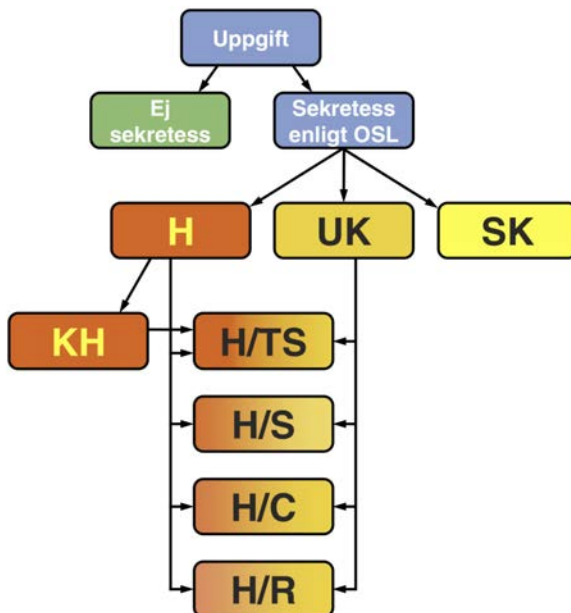 Uppgift
Ej
sekretess
Sekretess
enligt OSL
H
UK
SK
KH
H/TS
H/S
H/C
H/R